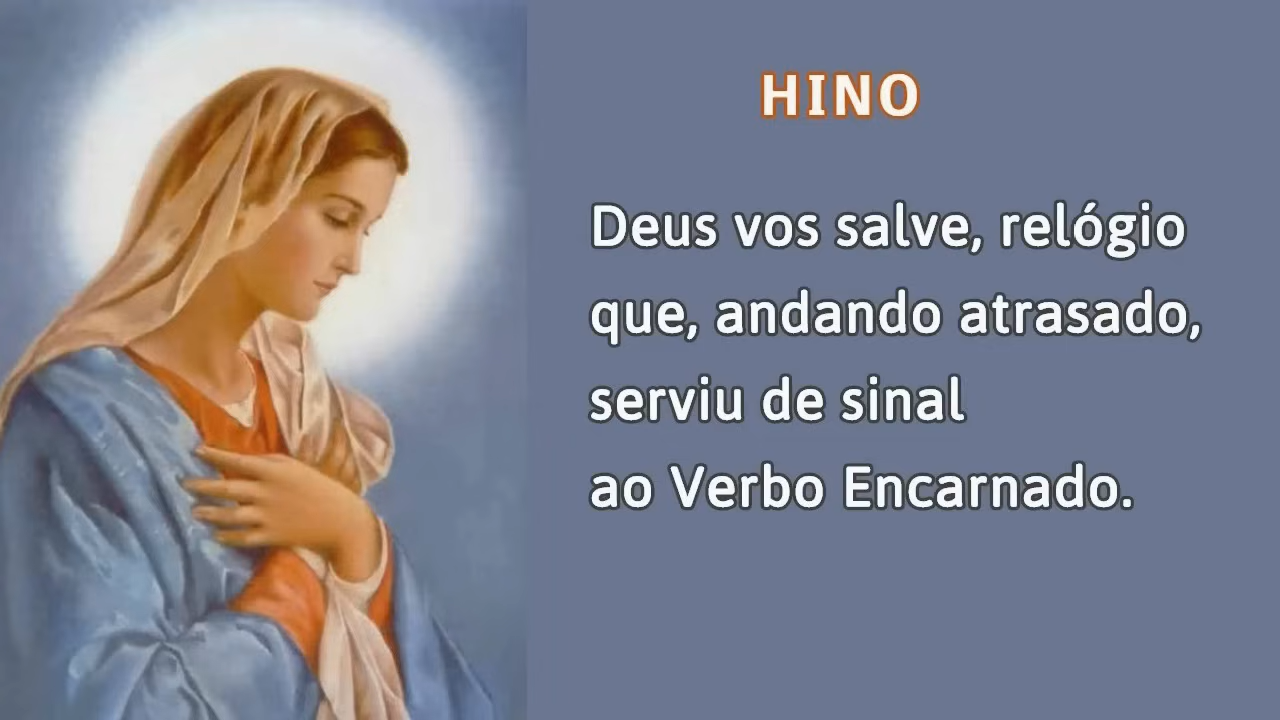 HINO
Deus vos salve, relógio
que, andando atrasado,
serviu de sinal
ao Verbo Encarnado.